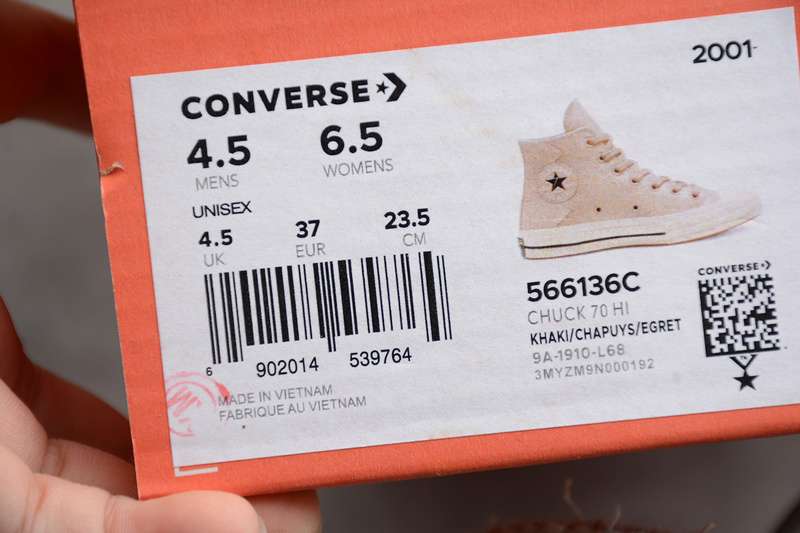 2001-
CONVERSE
4.5 6.5
MENS WOMENS
UNISEX
4.5 37 23.5
UK EUR CM
6 902014 539764
MADE IN VIETNAM
FABRIQUE AU VIETNAM
566136C
CHUCK 70 HI
KHAKI/CHAPUYS/EGRET
9A-1910-L68
3MYZM9N000192
CONVERSE